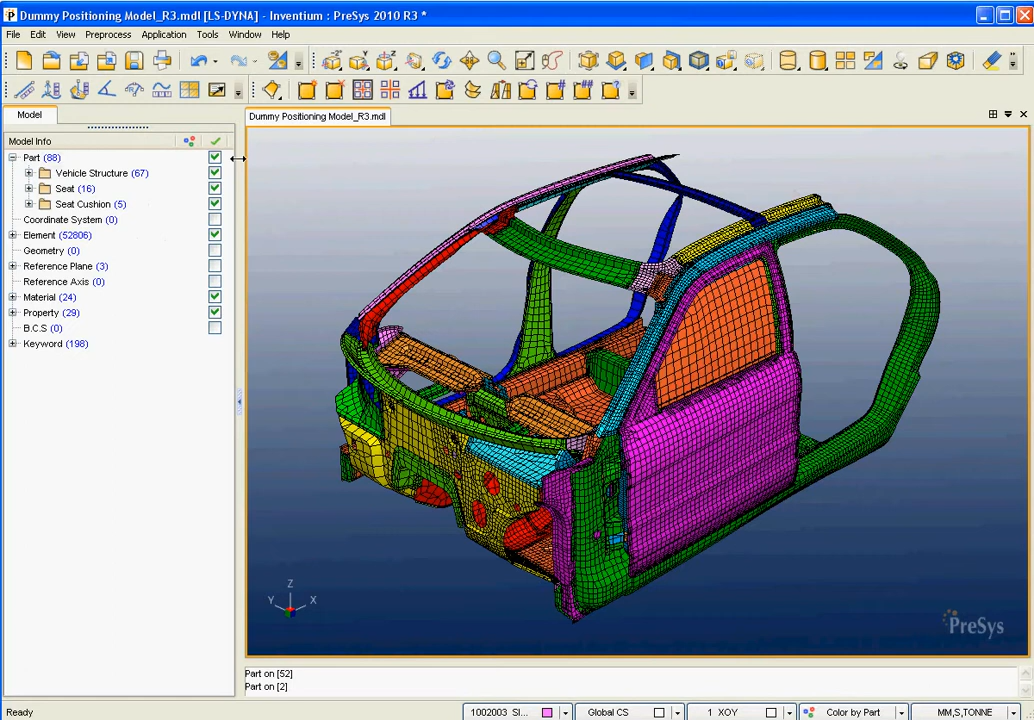 Dummy Positioning Model_R3.mdl [LS-DYNA] - Inventium : PreSys 2010 R3 *
File Edit View Preprocess Application Tools Window Help
Model
Dummy Positioning Model_R3.mdl
Model Info
Part (88)
Vehicle Structure (67)
Seat (16)
Seat Cushion (5)
Coordinate System (0)
Element (52806)
Geometry (0)
Reference Plane (3)
Reference Axis (0)
Material (24)
Property (29)
B.C.S (0)
Keyword (198)
Z
Y X
PreSys
Part on [52]
Part on [2]
Ready 1002003 SI... Global CS 1 XOY Color by Part MM,S,TONNE